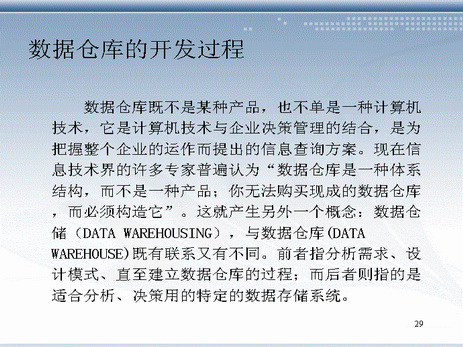 数据仓库的开发过程
数据仓库既不是某种产品，也不单是一种计算机
技术，它是计算机技术与企业决策管理的结合，是为
把握整个企业的运作而提出的信息查询方案。现在信
息技术界的许多专家普遍认为“数据仓库是一种体系
结构，而不是一种产品；你无法购买现成的数据仓库
，而必须构造它”。这就产生另外一个概念：数据仓
储（DATA WAREHOUSING），与数据仓库(DATA
WAREHOUSE)既有联系又有不同。前者指分析需求、设
计模式、直至建立数据仓库的过程；而后者则指的是
适合分析、决策用的特定的数据存储系统。
29